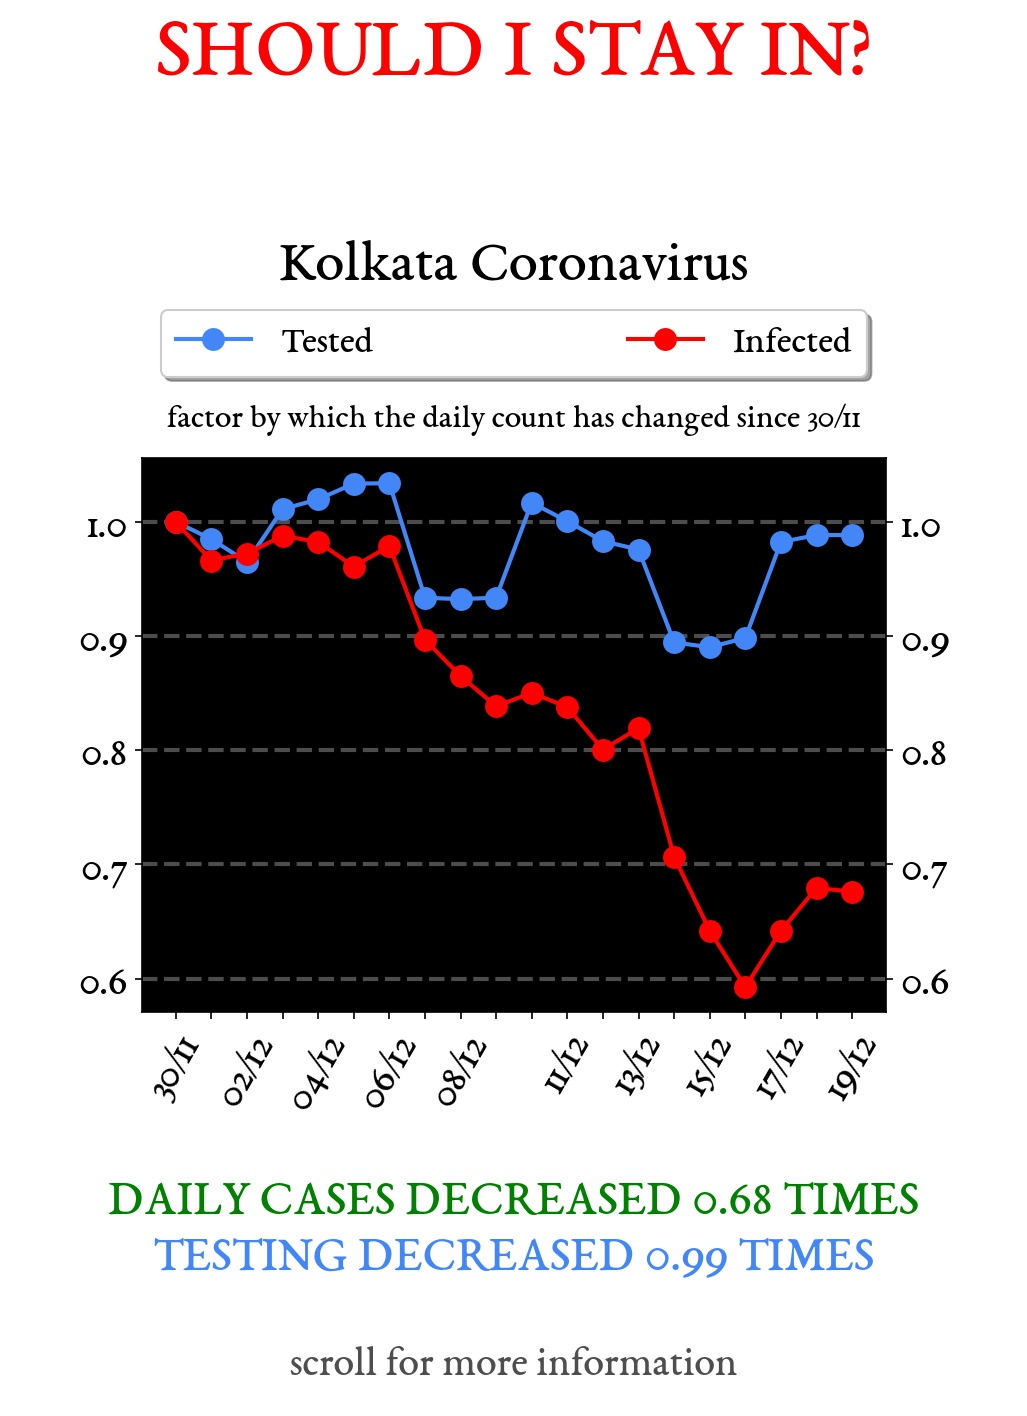 SHOULD I STAY IN?
Kolkata Coronavirus
Tested Infected
factor by which the daily count has changed since 30/11
1.0 1.0
0.9 0.9
0.8 0.8
0.7 0.7
0.6 0.6
30/11 02/12 04/12 06/12 08/12 11/12 13/12 15/12 17/12 19/12
DAILY CASES DECREASED 0.68 TIMES
TESTING DECREASED 0.99 TIMES
scroll for more information